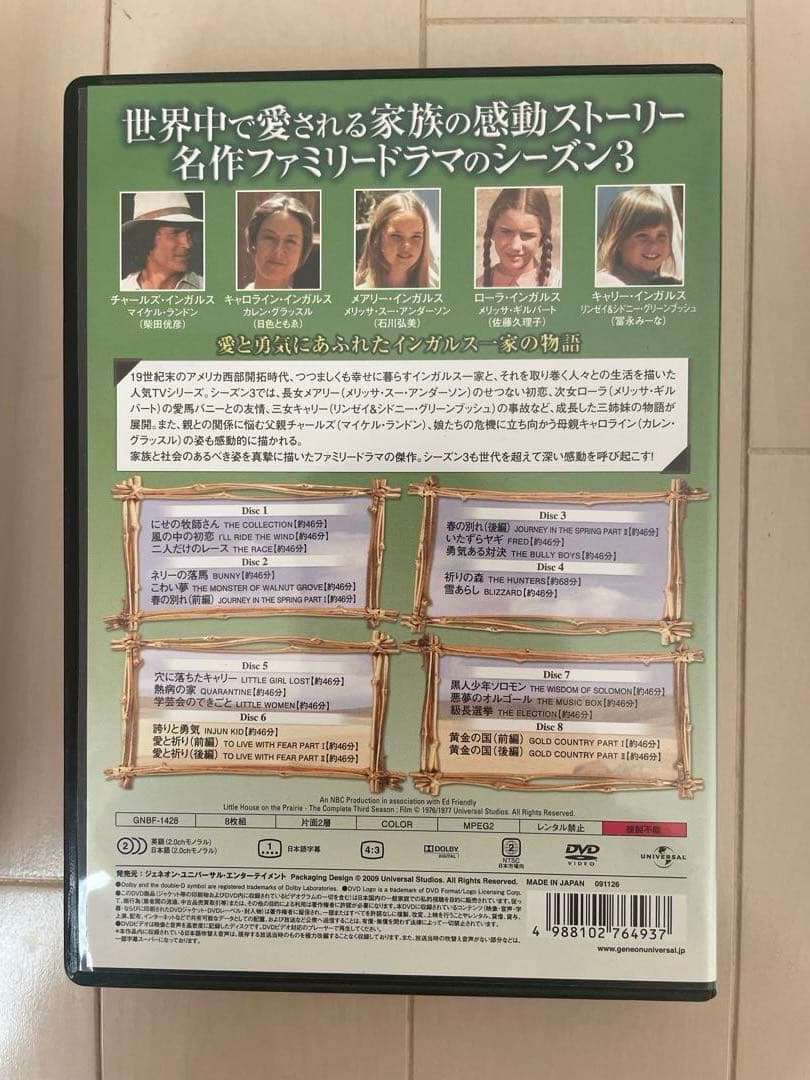 世界中で愛される家族の感動ストーリー
名作ファミリードラマのシーズン3
チャールズ・インガルス
マイケル・ランドン
(柴田侊彦)
キャロライン・インガルス
カレン・グラッスル
(日色ともゑ)
メアリー・インガルス
メリッサ・スー・アンダーソン
(石川弘美)
ローラ・インガルス
メリッサ・ギルバート
(佐藤久理子)
キャリー・インガルス
リンゼイ&シドニー・グリーンブッシュ
(冨永みーな)
愛と勇気にあふれたインガルス一家の物語
19世紀末のアメリカ西部開拓時代、つつましくも幸せに暮らすインガルス一家と、それを取り巻く人々との生活を描いた
人気TVシリーズ。シーズン3では、長女メアリー(メリッサ・スー・アンダーソン)のせつない初恋、次女ローラ(メリッサ・ギル
バート)の愛馬バニーとの友情、三女キャリー(リンゼイ&シドニー・グリーンブッシュ)の事故など、成長した三姉妹の物語が
展開。また、親との関係に悩む父親チャールズ(マイケル・ランドン)、娘たちの危機に立ち向かう母親キャロライン(カレン・
グラッスル)の姿も感動的に描かれる。
家族と社会のあるべき姿を真摯に描いたファミリードラマの傑作。シーズン3も世代を超えて深い感動を呼び起こす!
Disc 1
にせの牧師さん THE COLLECTION【約46分】
風の中の初恋 I'LL RIDE THE WIND【約46分】
二人だけのレース THE RACE【約46分】
Disc 2
ネリーの落馬 BUNNY【約46分】
こわい夢 THE MONSTER OF WALNUT GROVE【約46分】
春の別れ(前編) JOURNEY IN THE SPRING PART Ⅰ【約46分】
Disc 3
春の別れ(後編) JOURNEY IN THE SPRING PART Ⅱ【約46分】
いたずらヤギ FRED【約46分】
勇気ある対決 THE BULLY BOYS【約46分】
Disc 4
祈りの森 THE HUNTERS【約68分】
雪あらし BLIZZARD【約46分】
Disc 5
穴に落ちたキャリー LITTLE GIRL LOST【約46分】
熱病の家 QUARANTINE【約46分】
学芸会のできごと LITTLE WOMEN【約46分】
Disc 6
誇りと勇気 INJUN KID【約46分】
愛と祈り(前編) TO LIVE WITH FEAR PART Ⅰ【約46分】
愛と祈り(後編) TO LIVE WITH FEAR PART Ⅱ【約46分】
Disc 7
黒人少年ソロモン THE WISDOM OF SOLOMON【約46分】
悪夢のオルゴール THE MUSIC BOX【約46分】
級長選挙 THE ELECTION【約46分】
Disc 8
黄金の国(前編) GOLD COUNTRY PART Ⅰ【約46分】
黄金の国(後編) GOLD COUNTRY PART Ⅱ【約46分】
An NBC Production in association with Ed Friendly
Little House on the Prairie - The Complete Third Season : Film © 1976/1977 Universal Studios. All Rights Reserved.
GNBF-1428 8枚組 片面2層 COLOR MPEG2 レンタル禁止 複製不能
2 英語(2.0chモノラル)
日本語(2.0chモノラル)
1 日本語字幕
4:3
DOLBY DIGITAL
2 NTSC 日本市場向
DVD VIDEO
UNIVERSAL
発売元:ジェネオン・ユニバーサル・エンターテイメント Packaging Design © 2009 Universal Studios. All Rights Reserved. MADE IN JAPAN 091126
●Dolby and the double-D symbol are registered trademarks of Dolby Laboratories. ●DVD Logo is a trademark of DVD Format/Logo Licensing Corp.
4 988102 764937
www.geneonuniversal.jp